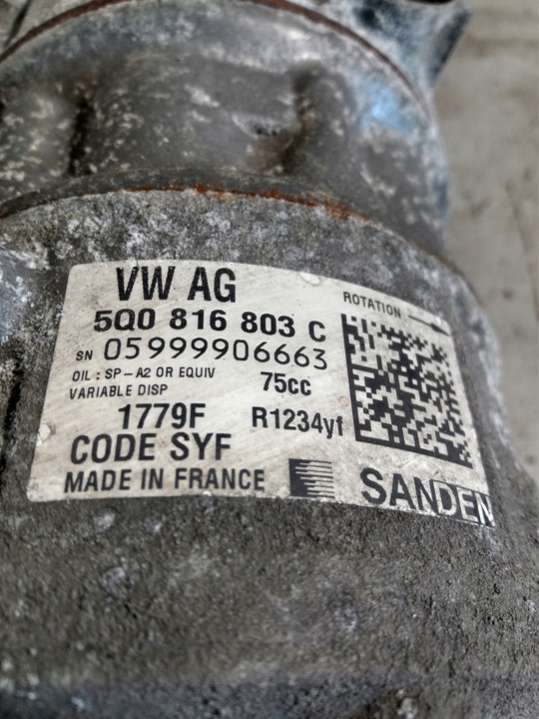 VW AG
ROTATION
5Q0 816 803 C
SN 05999906663
OIL : SP-A2 OR EQUIV 75cc
VARIABLE DISP
1779F R1234yf
CODE SYF
MADE IN FRANCE SANDEN